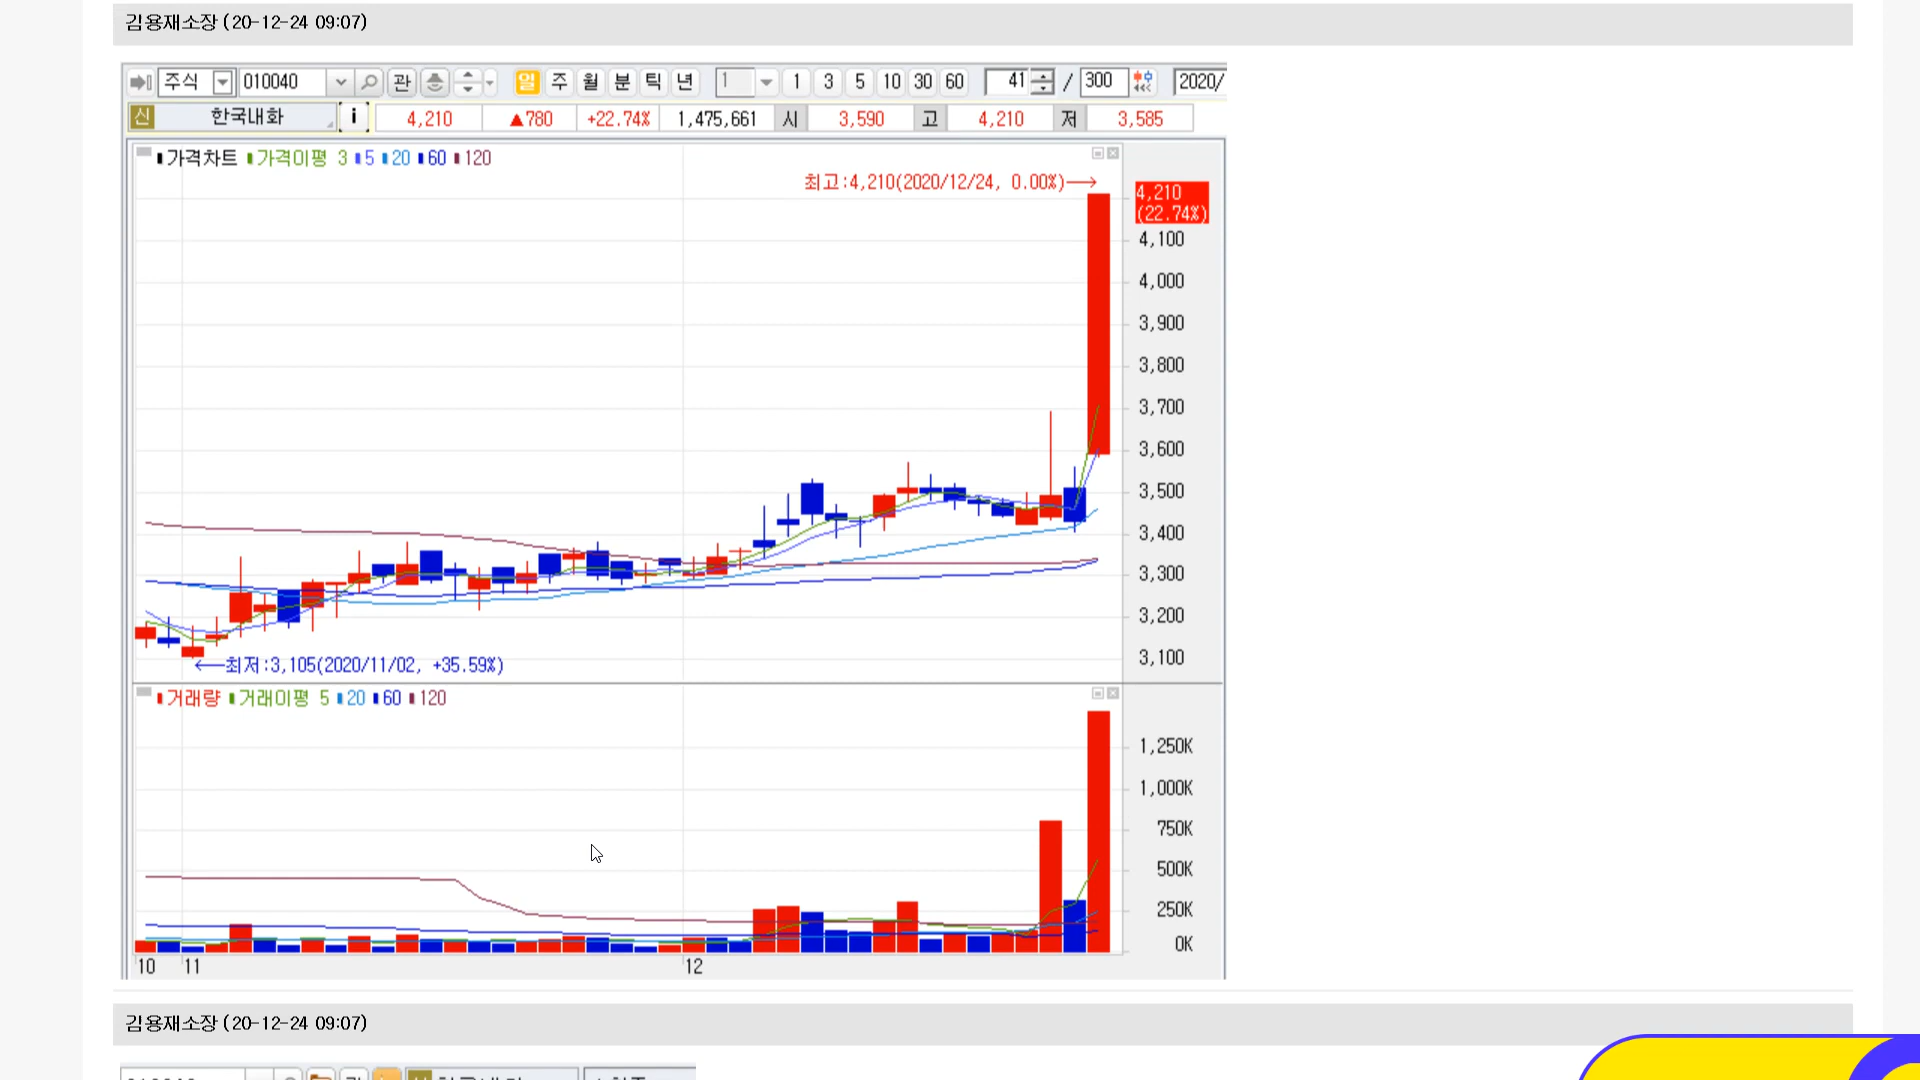 김용재소장 (20-12-24 09:07)
주식 010040 관 일 주 월 분 틱 년 1 1 3 5 10 30 60 41 / 300 2020/
신 한국내화 i 4,210 ▲780 +22.74% 1,475,661 시 3,590 고 4,210 저 3,585
가격차트 가격이평 3 5 20 60 120
최고:4,210(2020/12/24, 0.00%)→
4,210
(22.74%)
4,100
4,000
3,900
3,800
3,700
3,600
3,500
3,400
3,300
3,200
3,100
←최저:3,105(2020/11/02, +35.59%)
거래량 거래이평 5 20 60 120
1,250K
1,000K
750K
500K
250K
0K
10 11 12
김용재소장 (20-12-24 09:07)